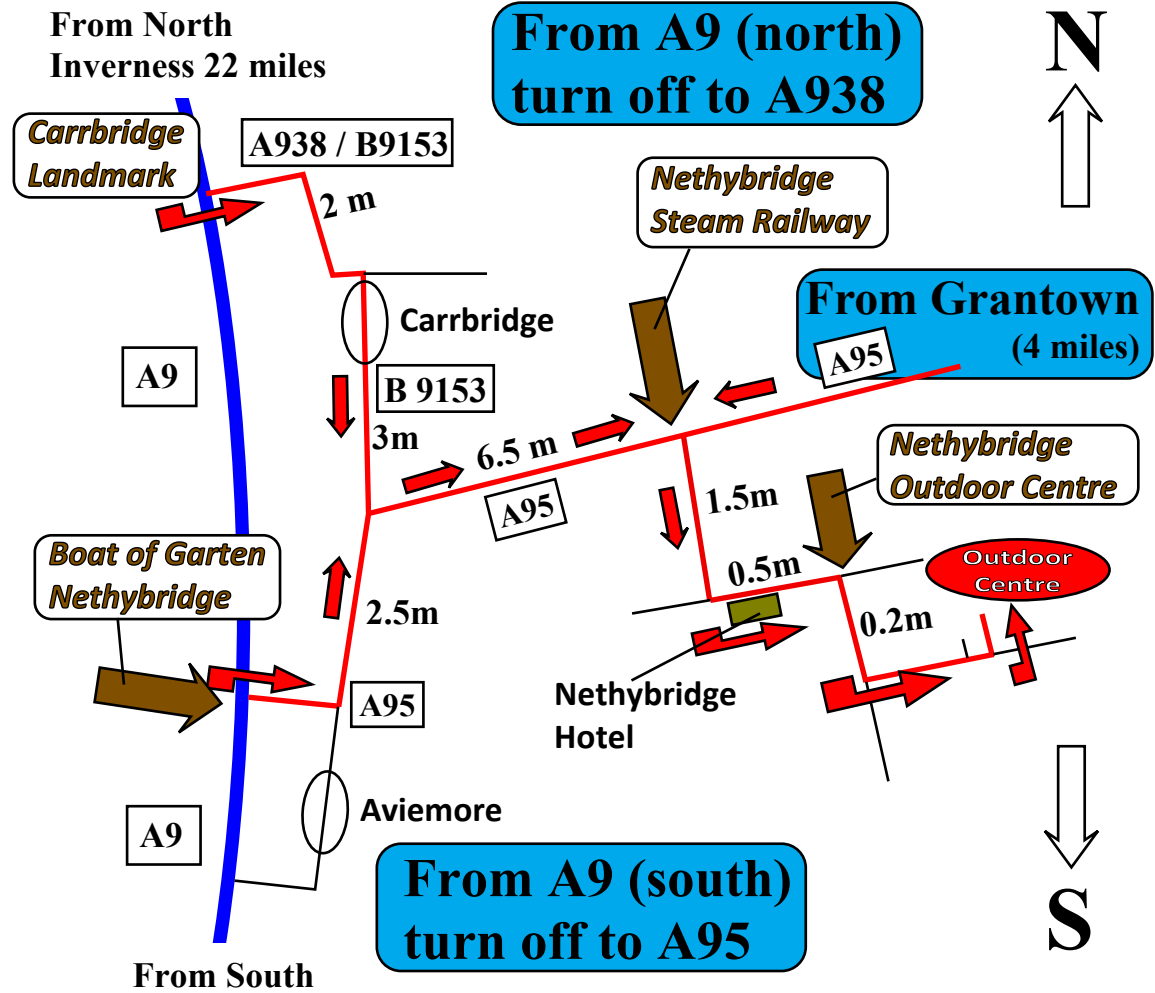 From North
Inverness 22 miles
From A9 (north)
turn off to A938
N
Carrbridge
Landmark
A938 / B9153
2 m
Nethybridge
Steam Railway
From Grantown
(4 miles)
A95
Carrbridge
A9
B 9153
3m
6.5 m
A95
Nethybridge
Outdoor Centre
1.5m
Boat of Garten
Nethybridge
0.5m
Outdoor
Centre
2.5m
0.2m
A95
Nethybridge
Hotel
Aviemore
A9
From A9 (south)
turn off to A95
S
From South